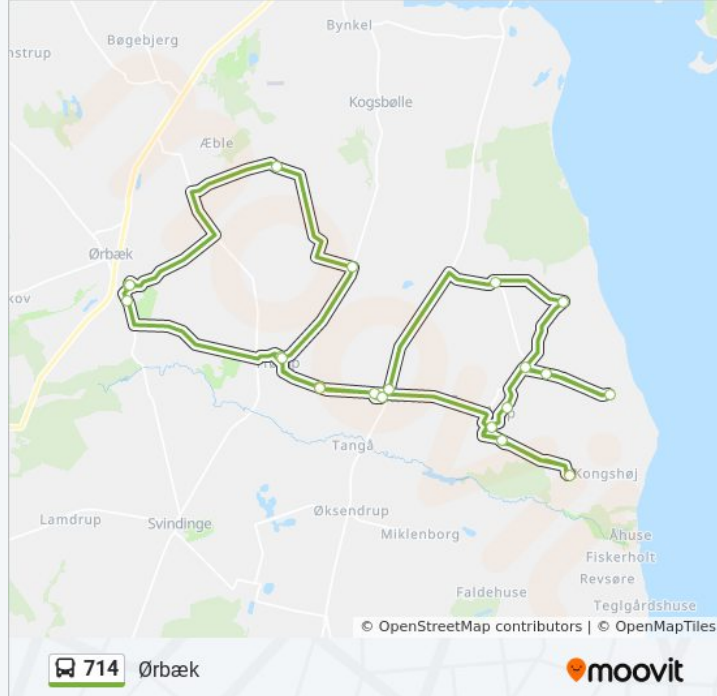 Bynkel
Bøgebjerg
nstrup
Kogsbølle
Æble
Ørbæk
kov
Tangå
Kongshøj
Øksendrup
Lamdrup
Svindinge
Miklenborg
Åhuse
Fiskerholt
Revsøre
Faldehuse
Teglgårdshuse
© OpenStreetMap contributors | © OpenMapTiles
714 Ørbæk
moovit